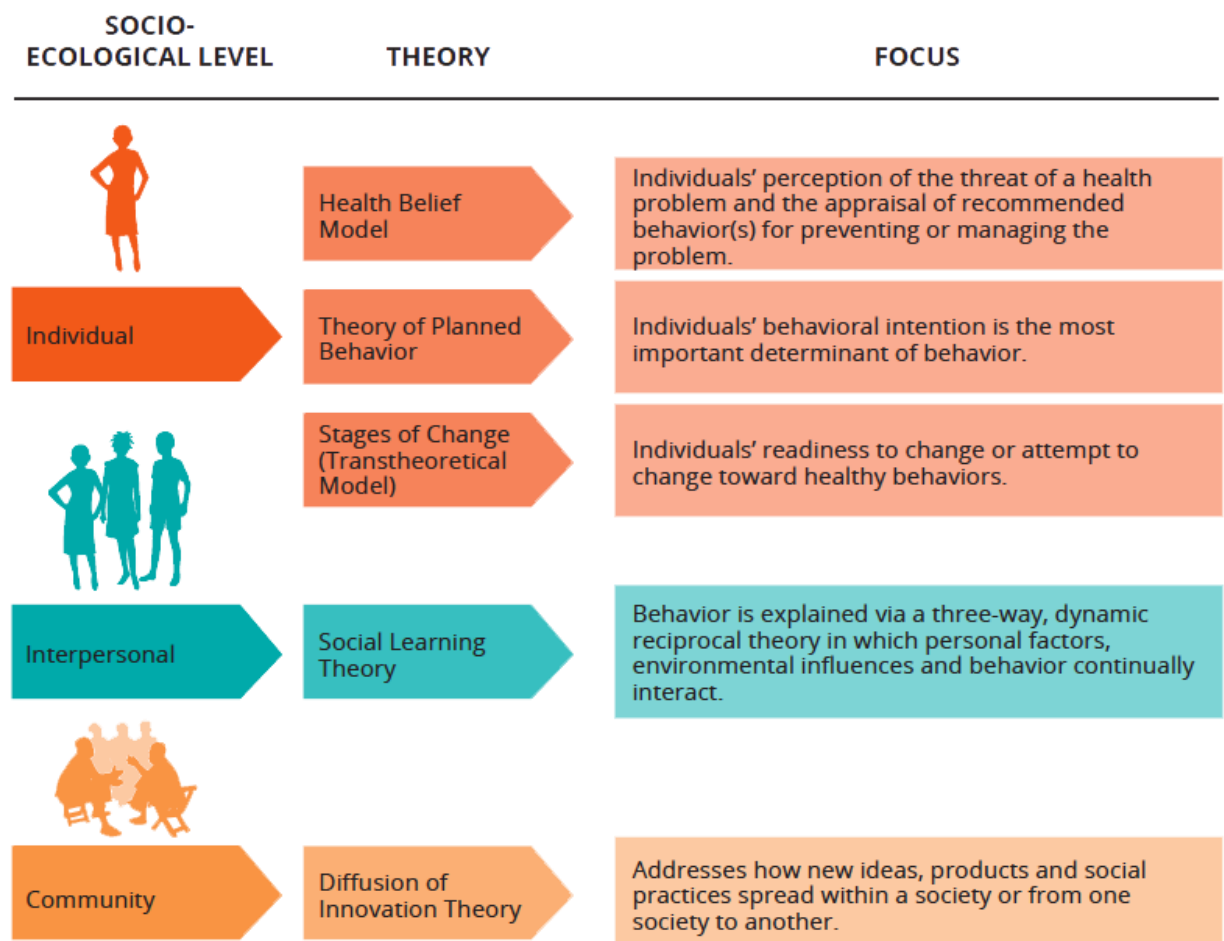 SOCIO-
ECOLOGICAL LEVEL
THEORY
FOCUS
Health Belief
Model
Individuals’ perception of the threat of a health
problem and the appraisal of recommended
behavior(s) for preventing or managing the
problem.
Individual
Theory of Planned
Behavior
Individuals’ behavioral intention is the most
important determinant of behavior.
Stages of Change
(Transtheoretical
Model)
Individuals’ readiness to change or attempt to
change toward healthy behaviors.
Interpersonal
Social Learning
Theory
Behavior is explained via a three-way, dynamic
reciprocal theory in which personal factors,
environmental influences and behavior continually
interact.
Community
Diffusion of
Innovation Theory
Addresses how new ideas, products and social
practices spread within a society or from one
society to another.